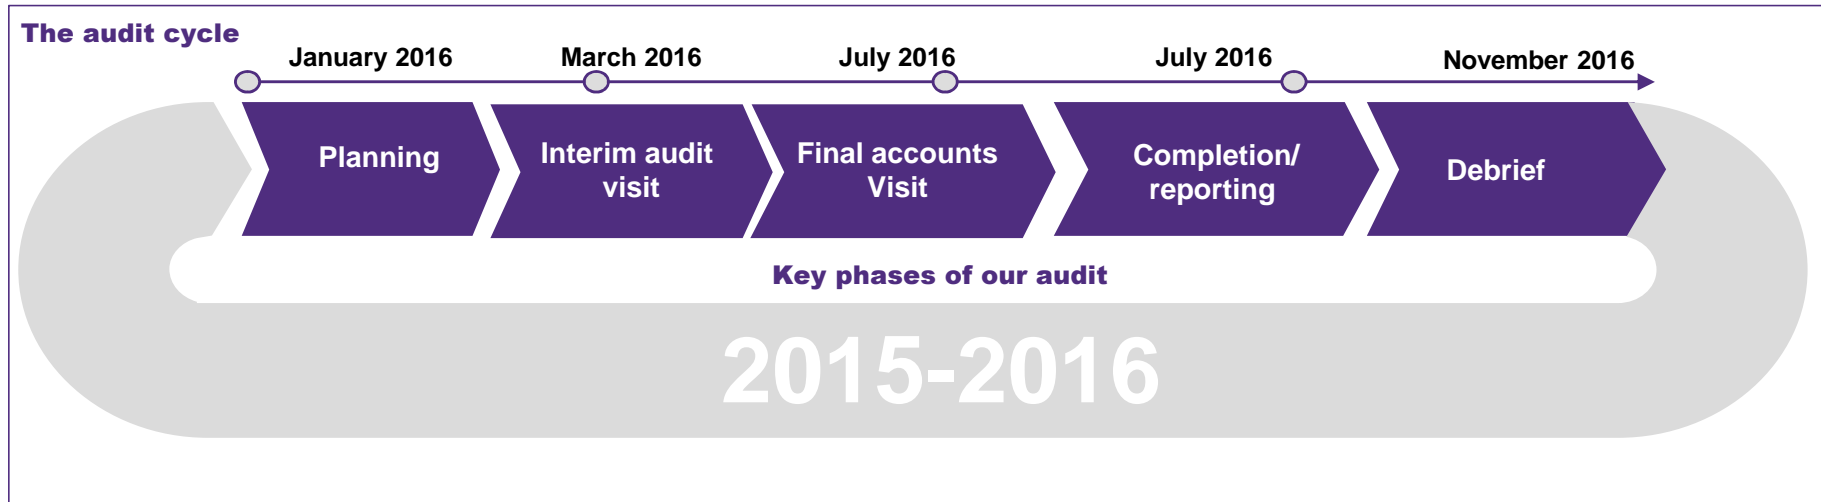 The audit cycle
January 2016
March 2016
July 2016
July 2016
November 2016
Planning
Interim audit
visit
Final accounts
Visit
Completion/
reporting
Debrief
Key phases of our audit
2015-2016